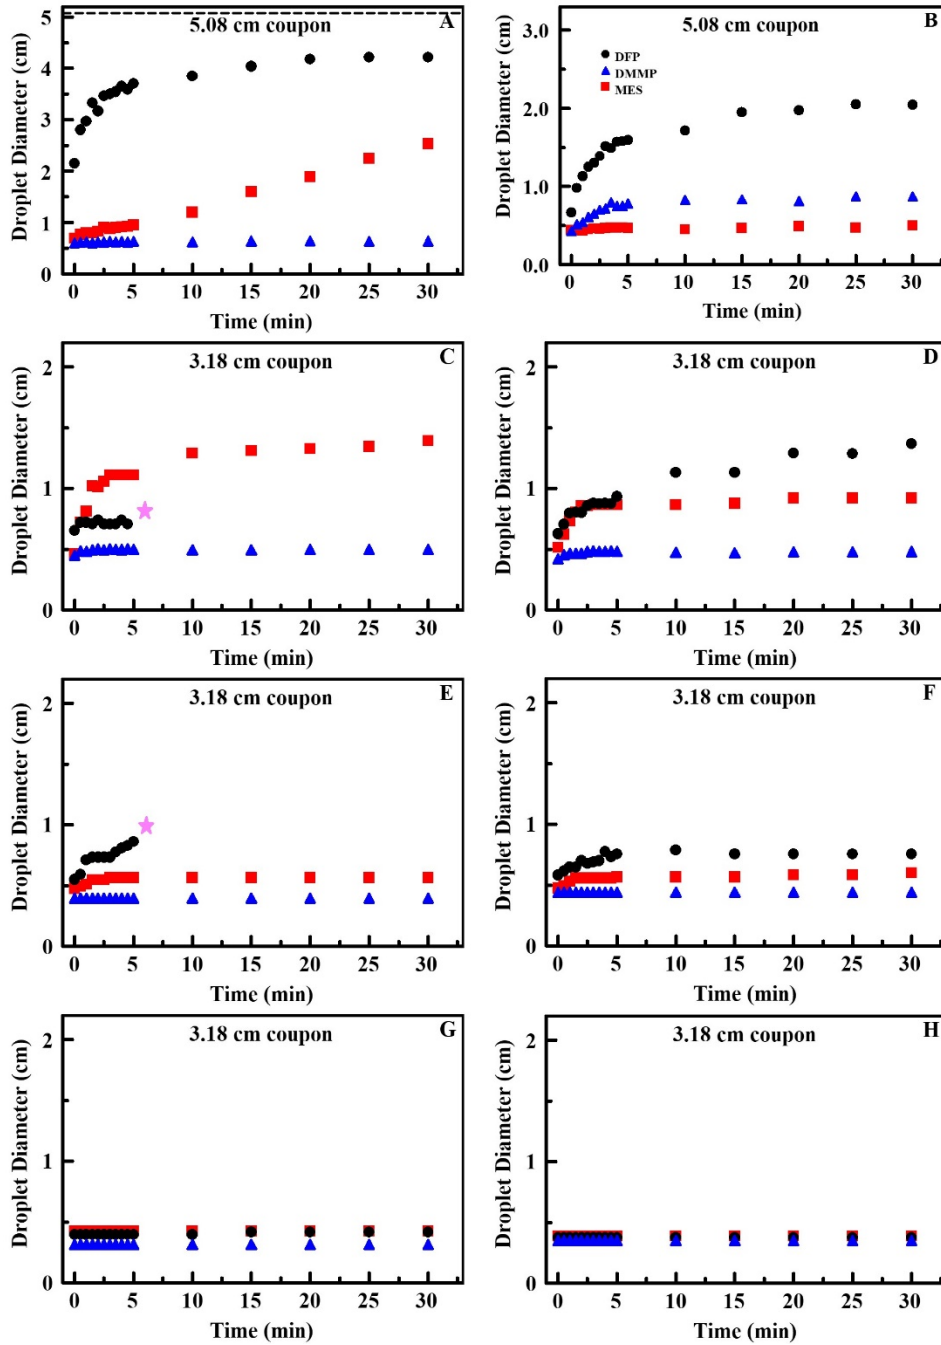 5.08 cm coupon
A
Droplet Diameter (cm)
5
4
3
2
1
0
0 5 10 15 20 25 30
Time (min)
5.08 cm coupon
B
DFP
DMMP
MES
Droplet Diameter (cm)
3.0
2.0
1.0
0.0
0 5 10 15 20 25 30
Time (min)
3.18 cm coupon
C
Droplet Diameter (cm)
2
1
0
0 5 10 15 20 25 30
Time (min)
3.18 cm coupon
D
Droplet Diameter (cm)
2
1
0
0 5 10 15 20 25 30
Time (min)
3.18 cm coupon
E
Droplet Diameter (cm)
2
1
0
0 5 10 15 20 25 30
Time (min)
3.18 cm coupon
F
Droplet Diameter (cm)
2
1
0
0 5 10 15 20 25 30
Time (min)
3.18 cm coupon
G
Droplet Diameter (cm)
2
1
0
0 5 10 15 20 25 30
Time (min)
3.18 cm coupon
H
Droplet Diameter (cm)
2
1
0
0 5 10 15 20 25 30
Time (min)